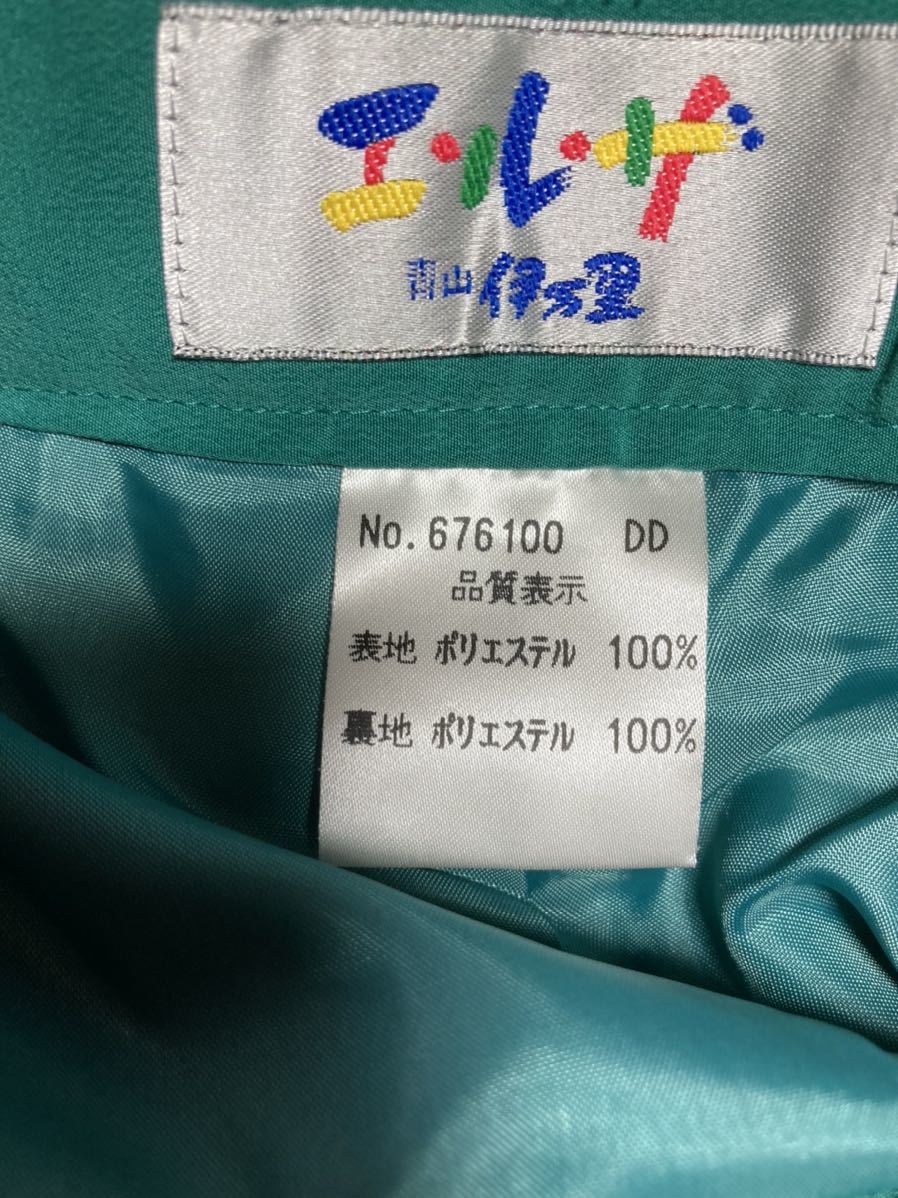 エ・ル・ザ
青山 伊万里
No.676100 DD
品質表示
表地 ポリエステル 100%
裏地 ポリエステル 100%